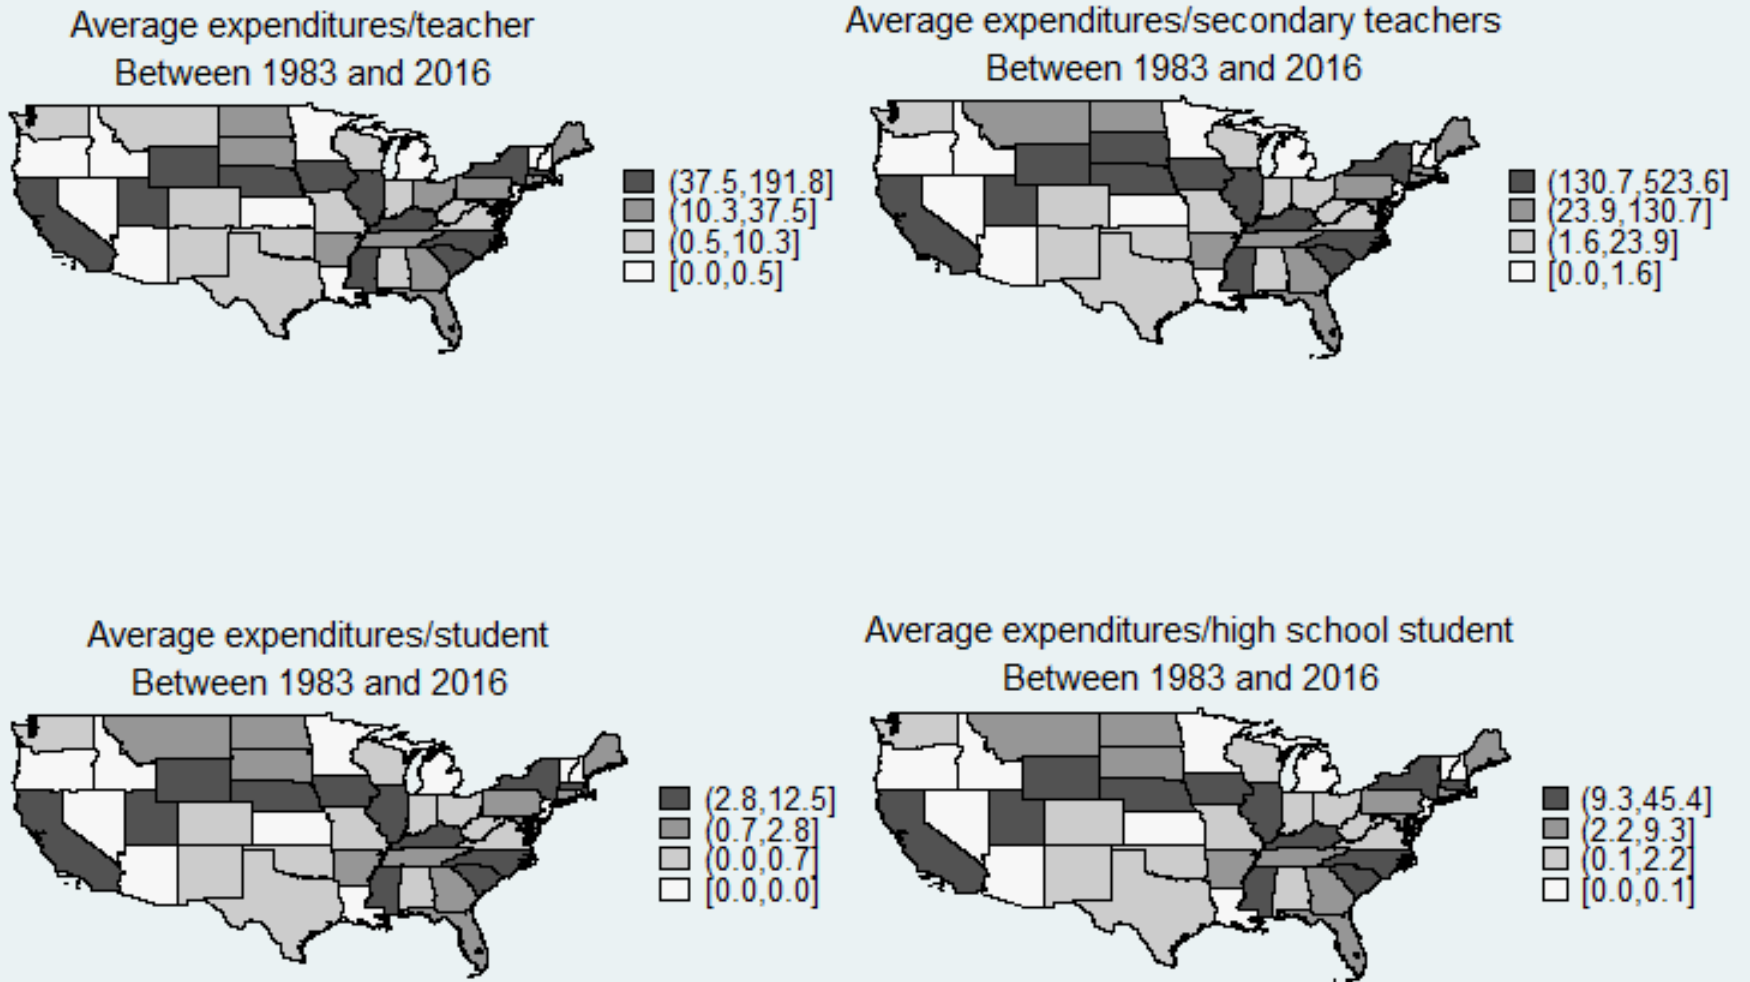 Average expenditures/teacher
Between 1983 and 2016
(37.5,191.8]
(10.3,37.5]
(0.5,10.3]
[0.0,0.5]
Average expenditures/secondary teachers
Between 1983 and 2016
(130.7,523.6]
(23.9,130.7]
(1.6,23.9]
[0.0,1.6]
Average expenditures/student
Between 1983 and 2016
(2.8,12.5]
(0.7,2.8]
(0.0,0.7]
[0.0,0.0]
Average expenditures/high school student
Between 1983 and 2016
(9.3,45.4]
(2.2,9.3]
(0.1,2.2]
[0.0,0.1]